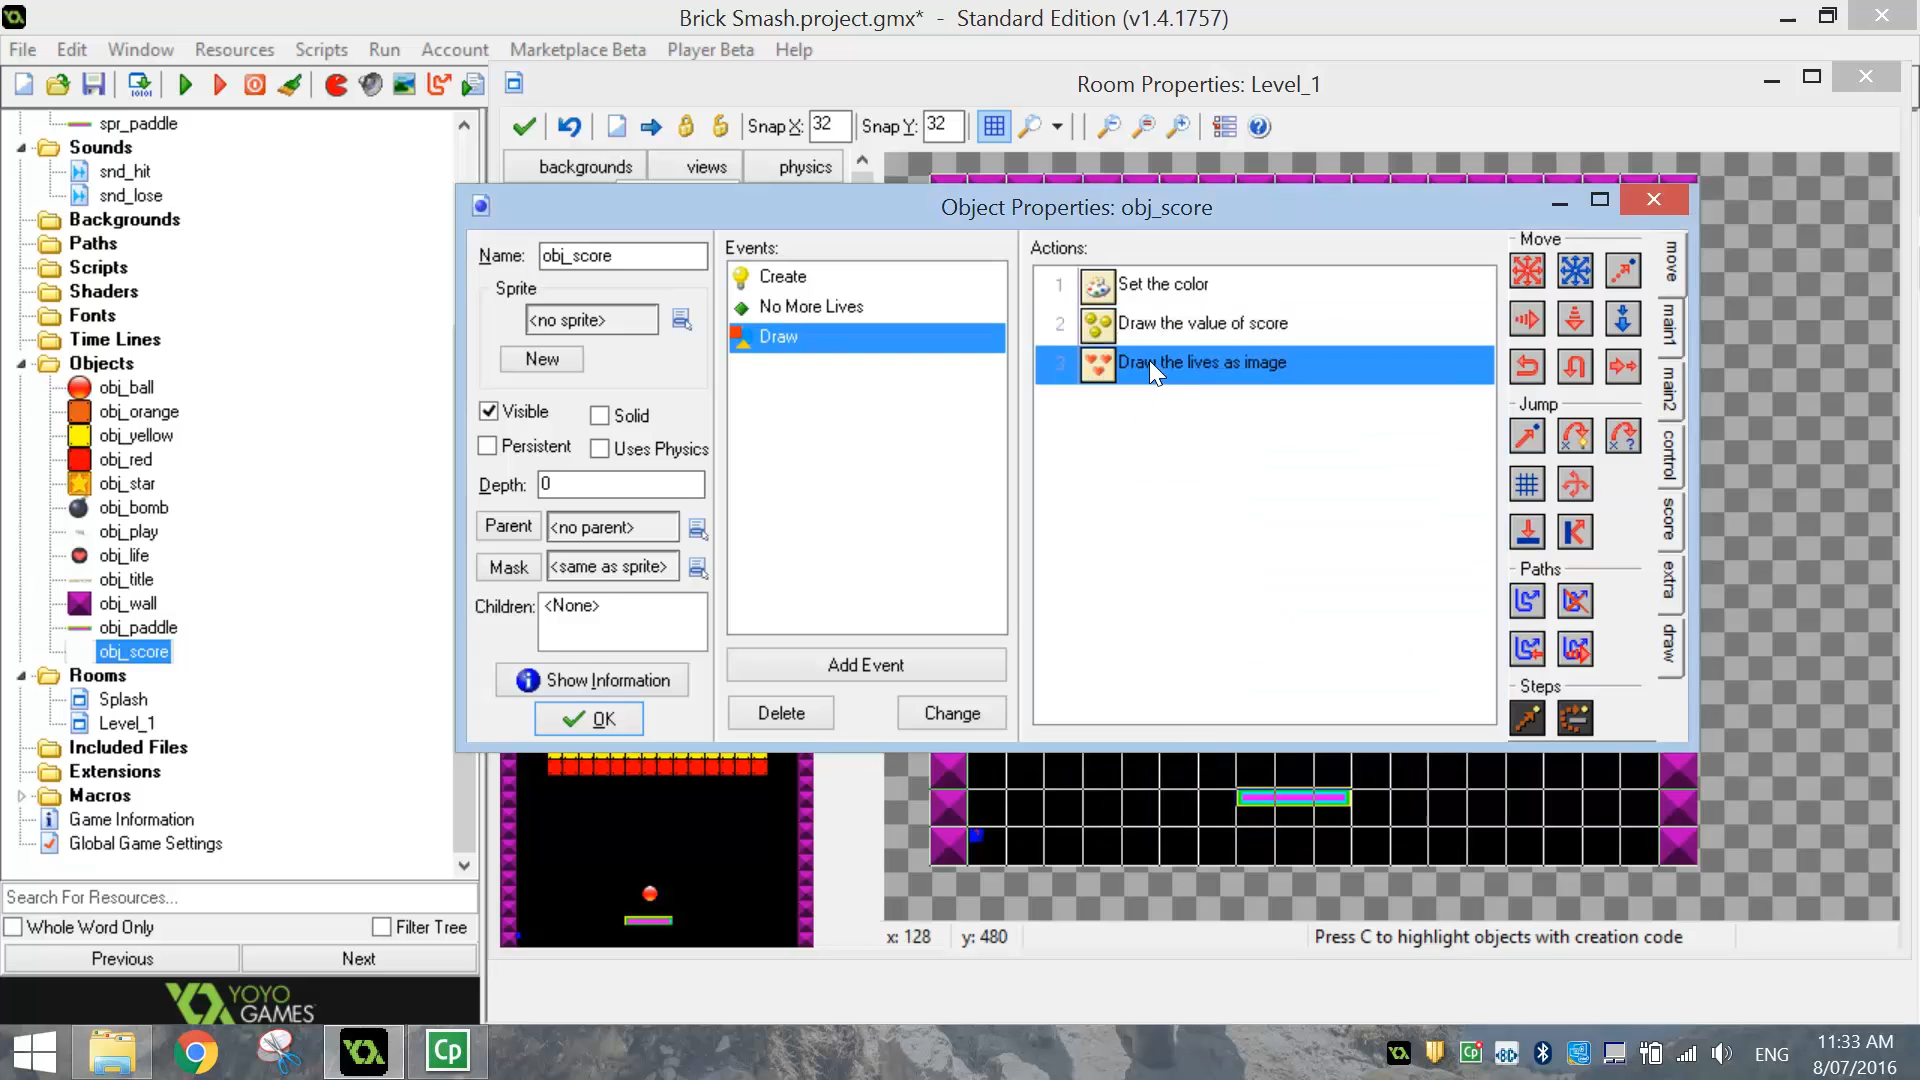 Brick Smash.project.gmx* - Standard Edition (v1.4.1757)
File Edit Window Resources Scripts Run Account Marketplace Beta Player Beta Help
Room Properties: Level_1
Snap X: 32 Snap Y: 32
backgrounds views physics
spr_paddle
Sounds
snd_hit
snd_lose
Backgrounds
Paths
Scripts
Shaders
Fonts
Time Lines
Objects
obj_ball
obj_orange
obj_yellow
obj_red
obj_star
obj_bomb
obj_play
obj_life
obj_title
obj_wall
obj_paddle
obj_score
Rooms
Splash
Level_1
Included Files
Extensions
Macros
Game Information
Global Game Settings
Search For Resources...
Whole Word Only Filter Tree
Previous Next
YOYO
GAMES
Object Properties: obj_score
Name: obj_score
Sprite
<no sprite>
New
Visible Solid
Persistent Uses Physics
Depth: 0
Parent <no parent>
Mask <same as sprite>
Children: <None>
Show Information
OK
Events:
Create
No More Lives
Draw
Add Event
Delete Change
Actions:
1 Set the color
2 Draw the value of score
3 Draw the lives as image
Move
Jump
Paths
Steps
move
main1
main2
control
score
extra
draw
x: 128 y: 480 Press C to highlight objects with creation code
Cp
ENG
11:33 AM
8/07/2016